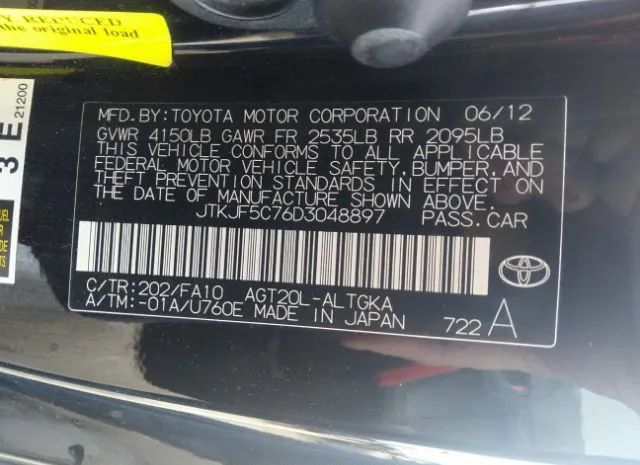 Y REDUCED
the original load
21200
3 E
MFD.BY:TOYOTA MOTOR CORPORATION 06/12
GVWR 4150LB GAWR FR 2535LB RR 2095LB
THIS VEHICLE CONFORMS TO ALL APPLICABLE
FEDERAL MOTOR VEHICLE SAFETY,BUMPER,AND
THEFT PREVENTION STANDARDS IN EFFECT ON
THE DATE OF MANUFACTURE SHOWN ABOVE.
JTKJF5C76D3048897 PASS.CAR
C/TR:202/FA10 AGT20L-ALTGKA
A/TM:-01A/U760E MADE IN JAPAN
722 A